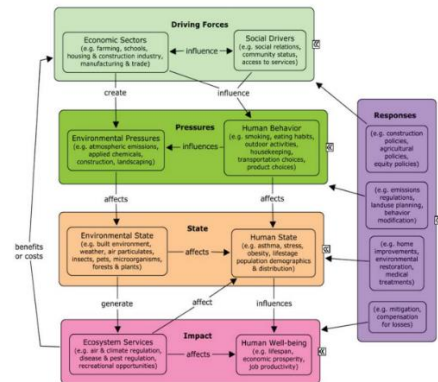 Driving Forces
Economic Sectors
(e.g. farming, schools,
housing & construction industry,
manufacturing & trade)
influence
Social Drivers
(e.g. social relations,
community status,
access to services)
create
influence
Responses
Pressures
Environmental Pressures
(e.g. atmospheric emissions,
applied chemicals,
construction, landscaping)
influences
Human Behavior
(e.g. smoking, eating habits,
outdoor activities,
housekeeping,
transportation choices,
product choices)
(e.g. construction
policies,
agricultural
policies,
equity policies)
affects
affects
(e.g. emissions
regulations,
landuse planning,
behavior
modification)
State
Environmental State
(e.g. built environment,
weather, air particulates,
insects, pets, microorganisms,
forests & plants)
affects
Human State
(e.g. asthma, stress,
obesity, lifestage
population demographics
& distribution)
(e.g. home
improvements,
environmental
restoration,
medical
treatments)
benefits
or costs
generate
affect
influences
Impact
Ecosystem Services
(e.g. air & climate regulation,
disease & pest regulation,
recreational opportunities)
affects
Human Well-being
(e.g. lifespan,
economic prosperity,
job productivity)
(e.g. mitigation,
compensation
for losses)